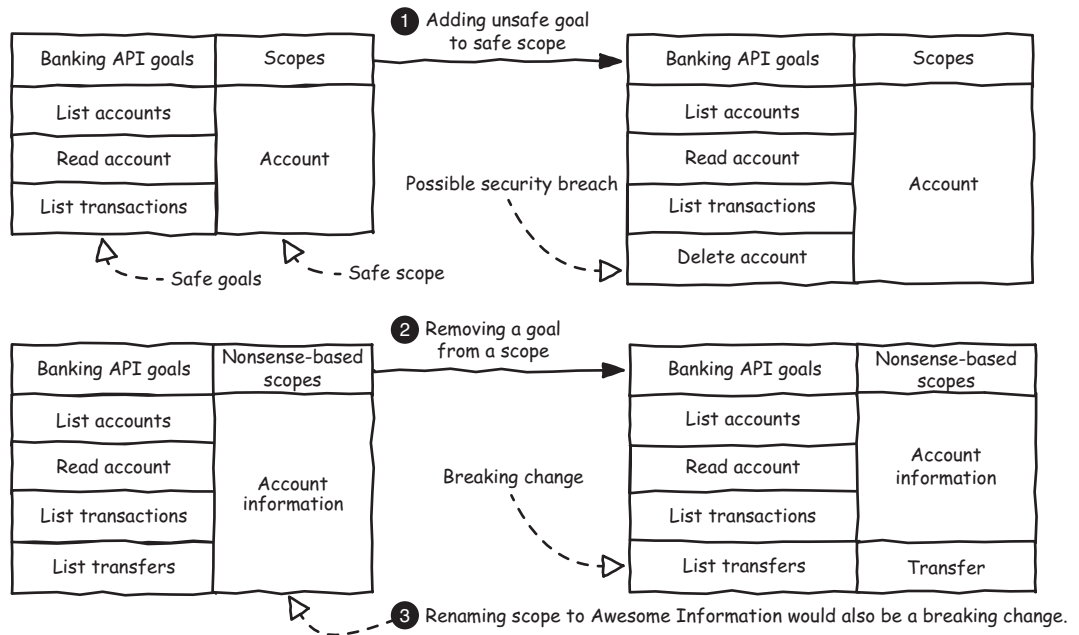 1 Adding unsafe goal
to safe scope
Banking API goals
Scopes
List accounts
Read account
List transactions
Account
Safe goals
Safe scope
Banking API goals
Scopes
List accounts
Read account
List transactions
Delete account
Account
Possible security breach
2 Removing a goal
from a scope
Banking API goals
Nonsense-based
scopes
List accounts
Read account
List transactions
List transfers
Account
information
Banking API goals
Nonsense-based
scopes
List accounts
Read account
List transactions
List transfers
Account
information
Transfer
Breaking change
3 Renaming scope to Awesome Information would also be a breaking change.